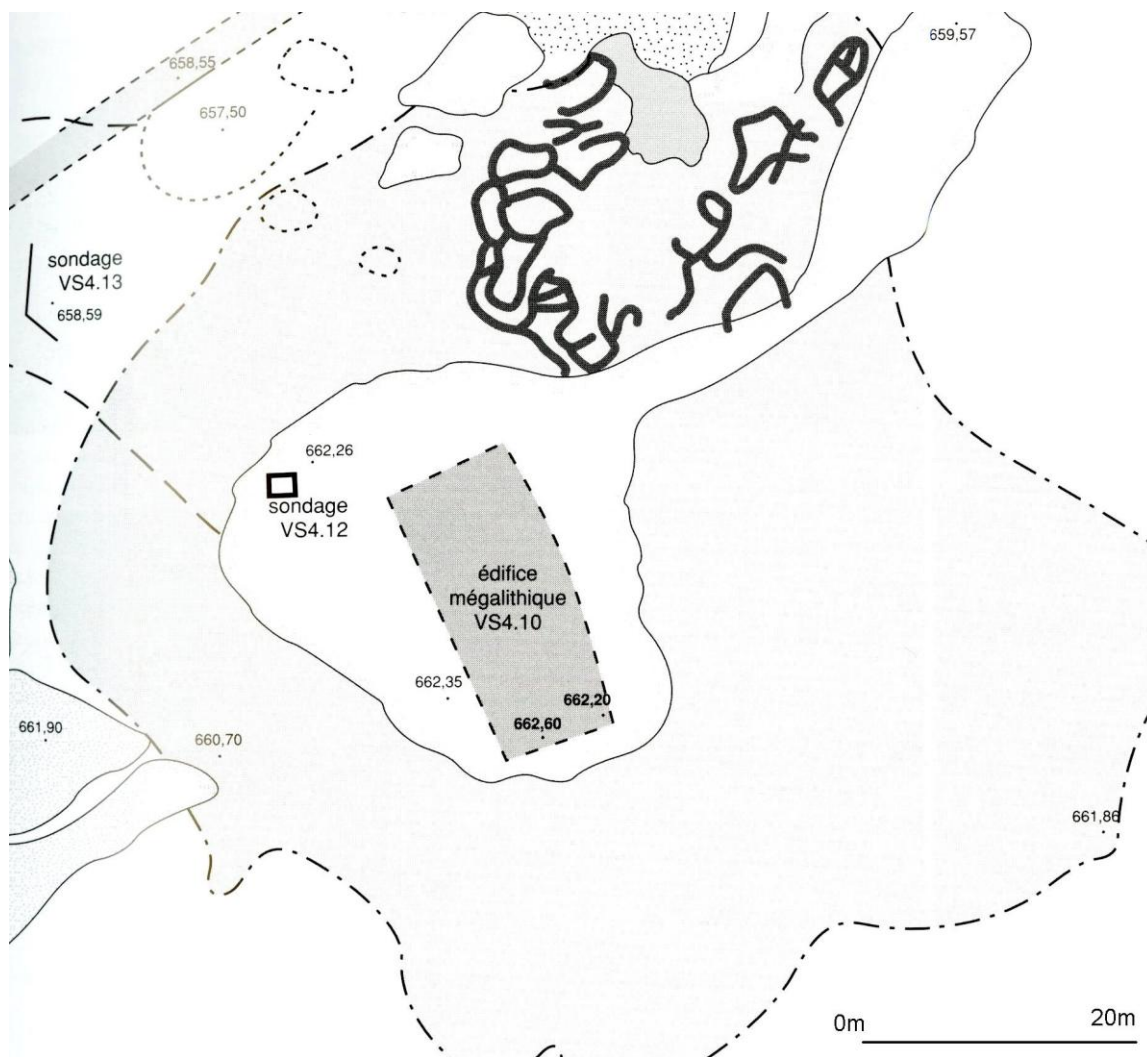 659,57
658,55
657,50
sondage
VS4.13
658,59
662,26
sondage
VS4.12
édifice
mégalithique
VS4.10
662,35
662,20
662,60
661,90
660,70
661,86
0m
20m